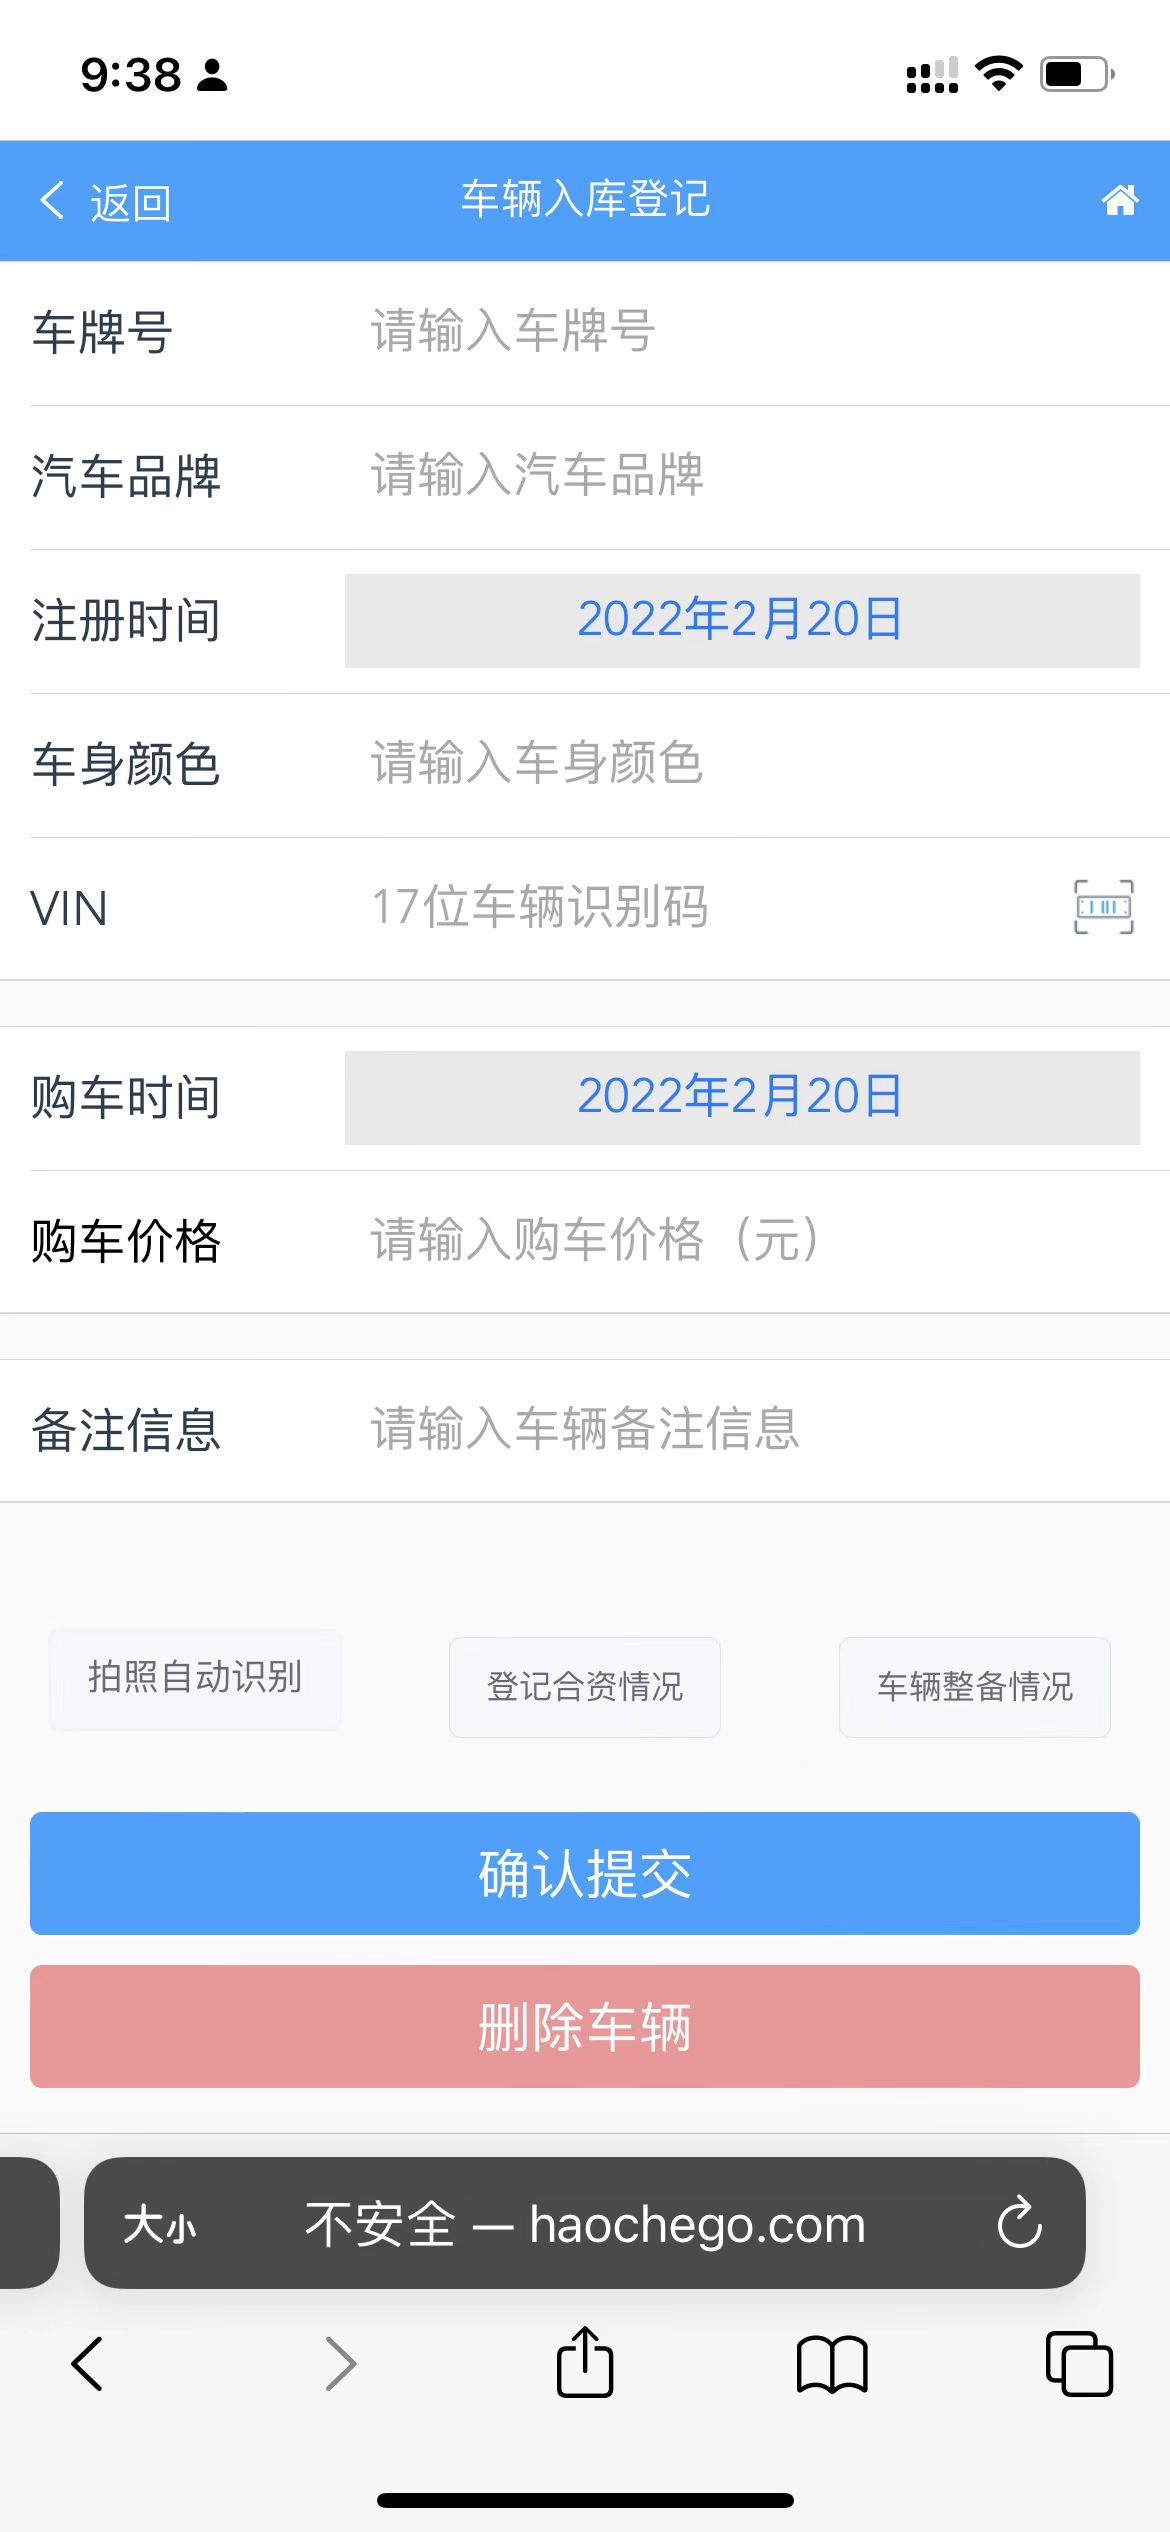 9:38
返回
车辆入库登记
车牌号 请输入车牌号
汽车品牌 请输入汽车品牌
注册时间 2022年2月20日
车身颜色 请输入车身颜色
VIN 17位车辆识别码
购车时间 2022年2月20日
购车价格 请输入购车价格（元）
备注信息 请输入车辆备注信息
拍照自动识别 登记合资情况 车辆整备情况
确认提交
删除车辆
大小 不安全 — haochego.com